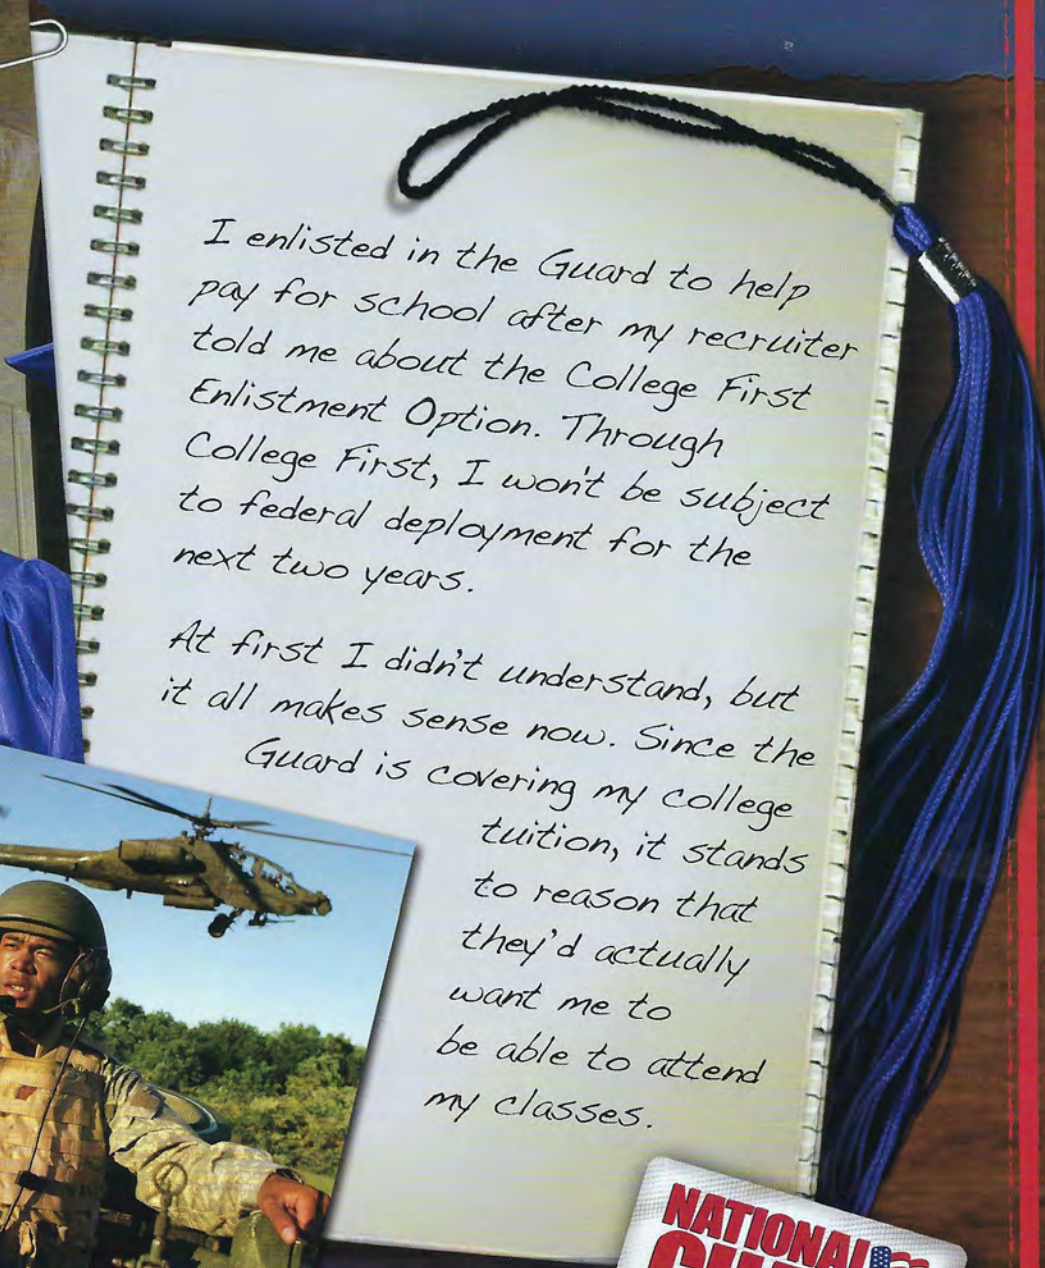 I enlisted in the Guard to help
pay for school after my recruiter
told me about the College First
Enlistment Option. Through
College First, I won't be subject
to federal deployment for the
next two years.
At first I didn't understand, but
it all makes sense now. Since the
Guard is covering my college
tuition, it stands
to reason that
they'd actually
want me to
be able to attend
my classes.
NATIONAL